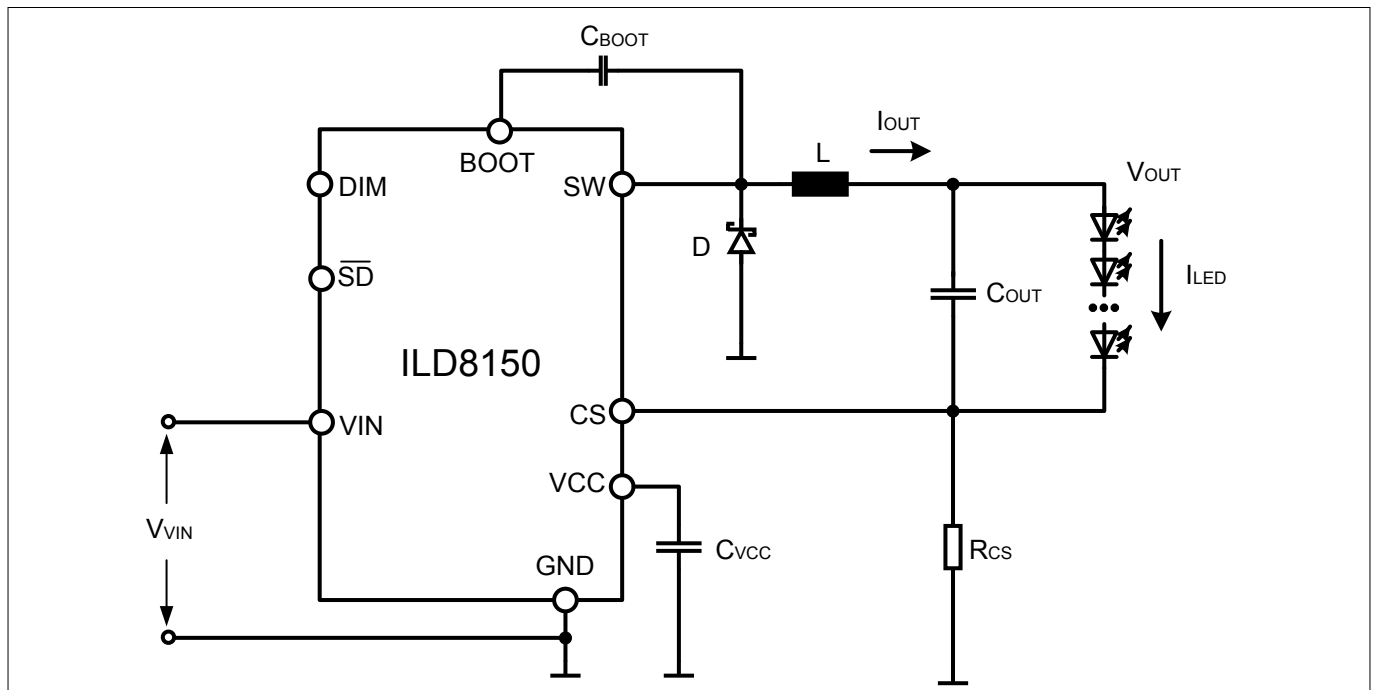 CBOOT
IOUT
BOOT
L
VOUT
DIM
SW
SD
D
COUT
ILED
ILD8150
VIN
CS
VCC
VVIN
CVCC
RCS
GND